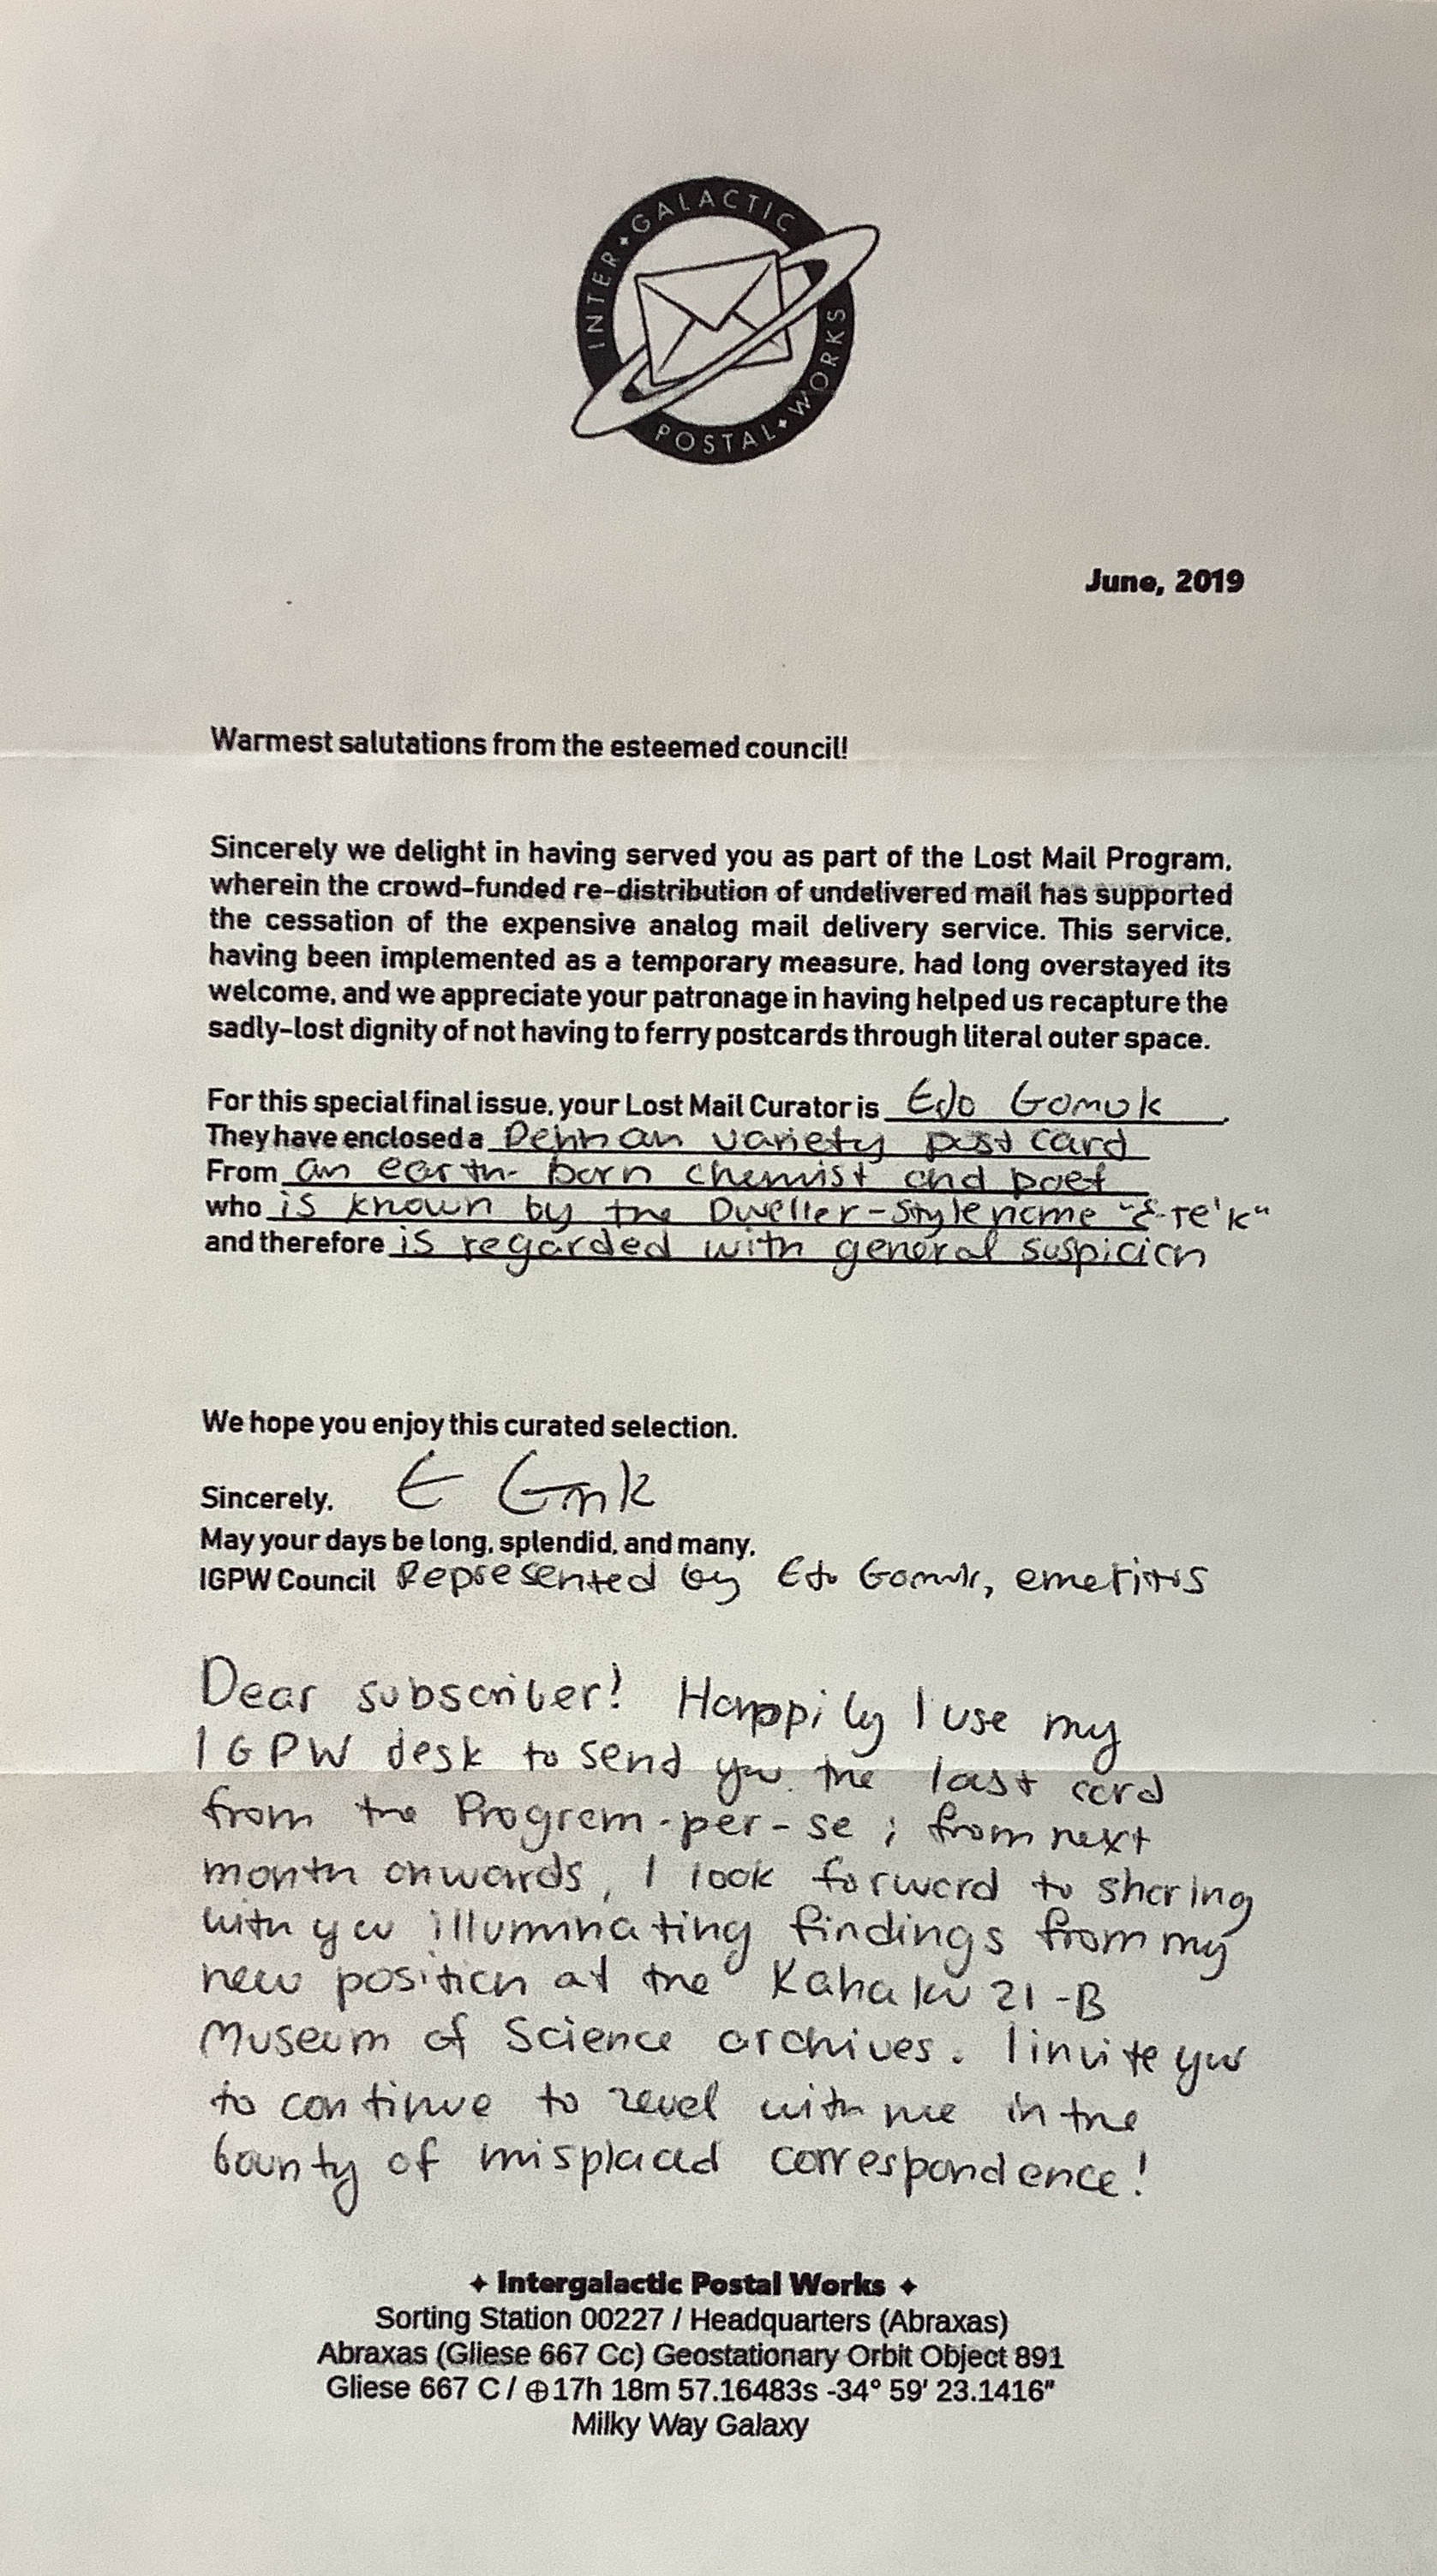 INTER ✦ GALACTIC
POSTAL ✦ WORKS
June, 2019
Warmest salutations from the esteemed council!
Sincerely we delight in having served you as part of the Lost Mail Program,
wherein the crowd-funded re-distribution of undelivered mail has supported
the cessation of the expensive analog mail delivery service. This service,
having been implemented as a temporary measure, had long overstayed its
welcome, and we appreciate your patronage in having helped us recapture the
sadly-lost dignity of not having to ferry postcards through literal outer space.
For this special final issue, your Lost Mail Curator is Edo Gomuk.
They have enclosed a variety post card
From an earth-born chemist and poet
who is known by the Dweller-Style name "
and therefore is regarded with general suspicion
We hope you enjoy this curated selection.
Sincerely, E Gmk
May your days be long, splendid, and many,
IGPW Council Represented by Edo Gomuk, emeritus
Dear subscriber! Happily I use my
IGPW desk to send you the last card
from the Program-per-se; from next
month onwards, I look forward to sharing
with you illuminating findings from my
new position at the Kahaku 21-B
Museum of Science archives. I invite you
to continue to revel with me in the
bounty of misplaced correspondence!
✦ Intergalactic Postal Works ✦
Sorting Station 00227 / Headquarters (Abraxas)
Abraxas (Gliese 667 Cc) Geostationary Orbit Object 891
Gliese 667 C / ⊕17h 18m 57.16483s -34° 59′ 23.1416″
Milky Way Galaxy